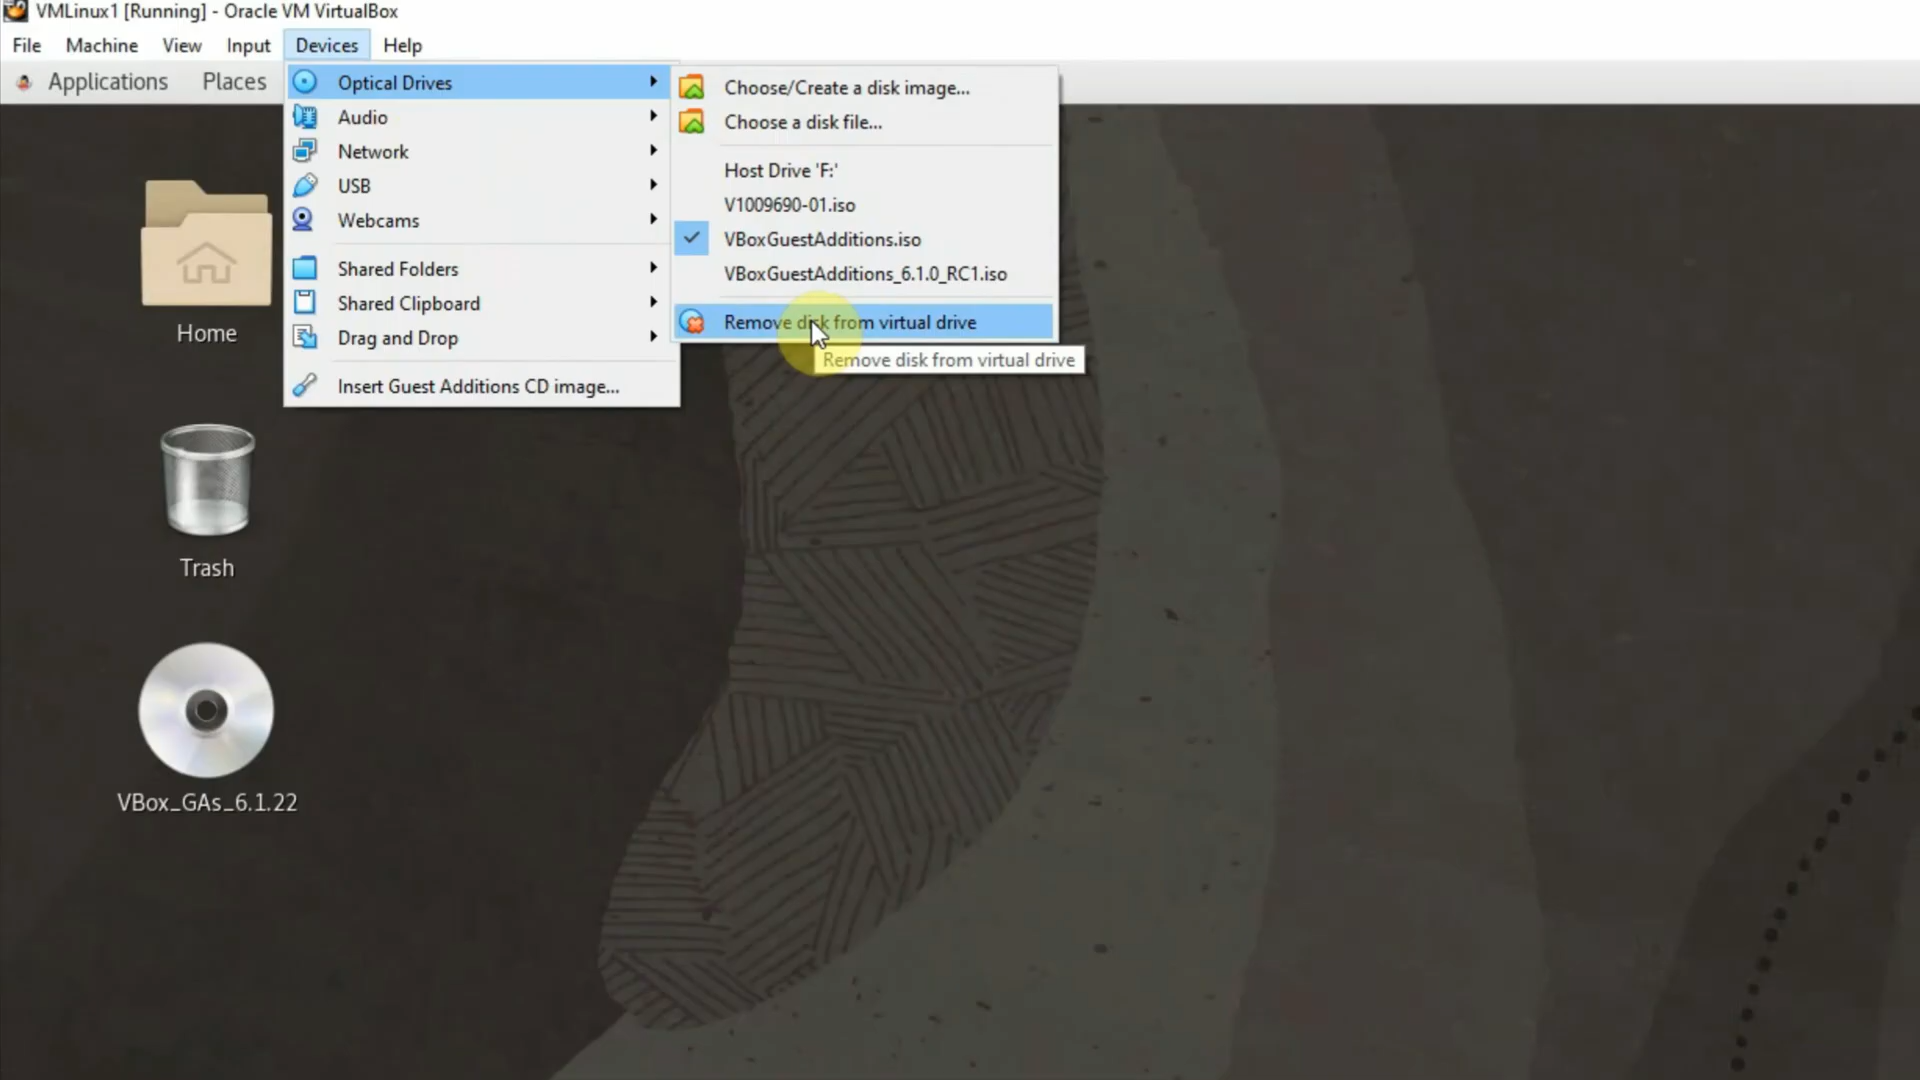 VMLinux1 [Running] - Oracle VM VirtualBox
File Machine View Input Devices Help
Applications Places
Optical Drives
Audio
Network
USB
Webcams
Shared Folders
Shared Clipboard
Drag and Drop
Insert Guest Additions CD image...
Choose/Create a disk image...
Choose a disk file...
Host Drive 'F:'
V1009690-01.iso
VBoxGuestAdditions.iso
VBoxGuestAdditions_6.1.0_RC1.iso
Remove disk from virtual drive
Remove disk from virtual drive
Home
Trash
VBox_GAs_6.1.22